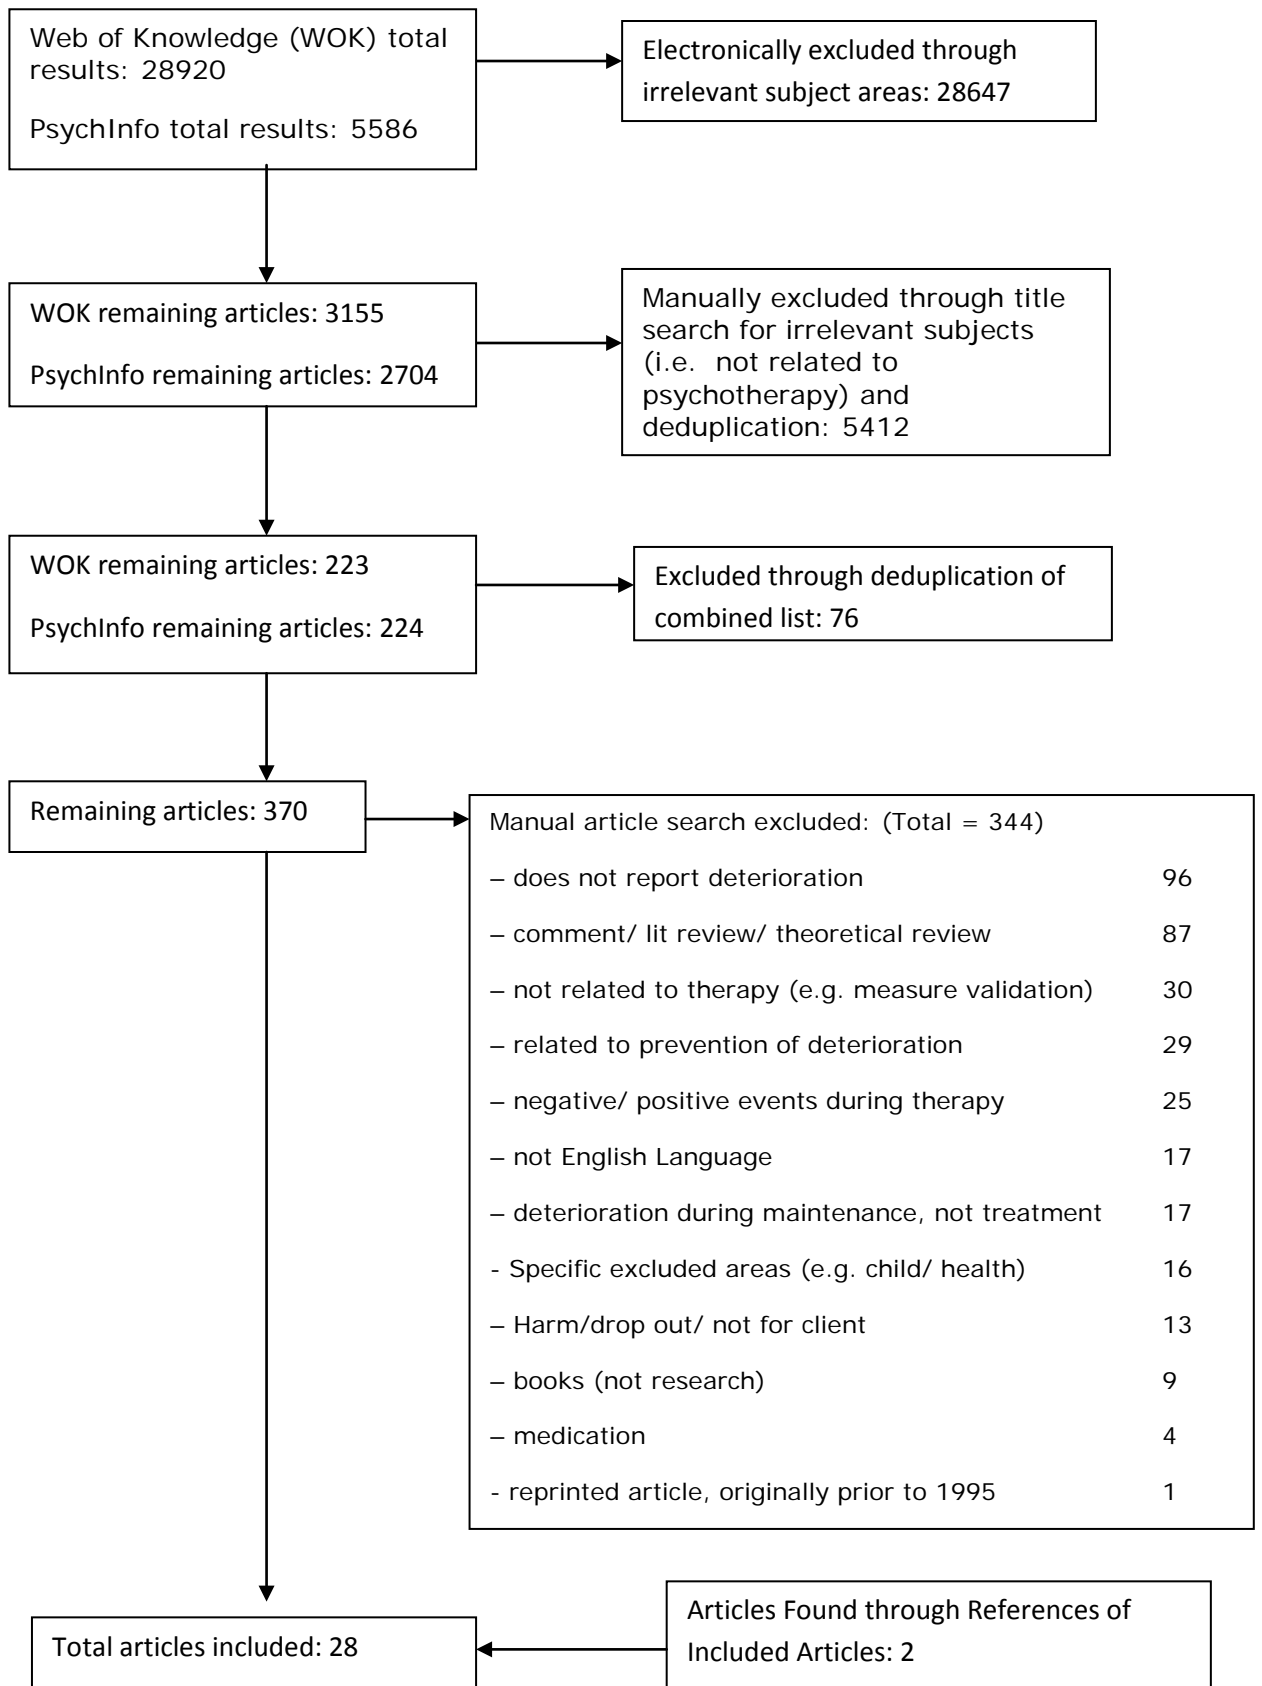 Web of Knowledge (WOK) total
results: 28920
PsychInfo total results: 5586
Electronically excluded through
irrelevant subject areas: 28647
WOK remaining articles: 3155
PsychInfo remaining articles: 2704
Manually excluded through title
search for irrelevant subjects
(i.e. not related to
psychotherapy) and
deduplication: 5412
WOK remaining articles: 223
PsychInfo remaining articles: 224
Excluded through deduplication of
combined list: 76
Remaining articles: 370
Manual article search excluded: (Total = 344)
– does not report deterioration 96
– comment/ lit review/ theoretical review 87
– not related to therapy (e.g. measure validation) 30
– related to prevention of deterioration 29
– negative/ positive events during therapy 25
– not English Language 17
– deterioration during maintenance, not treatment 17
- Specific excluded areas (e.g. child/ health) 16
– Harm/drop out/ not for client 13
– books (not research) 9
– medication 4
- reprinted article, originally prior to 1995 1
Total articles included: 28
Articles Found through References of
Included Articles: 2